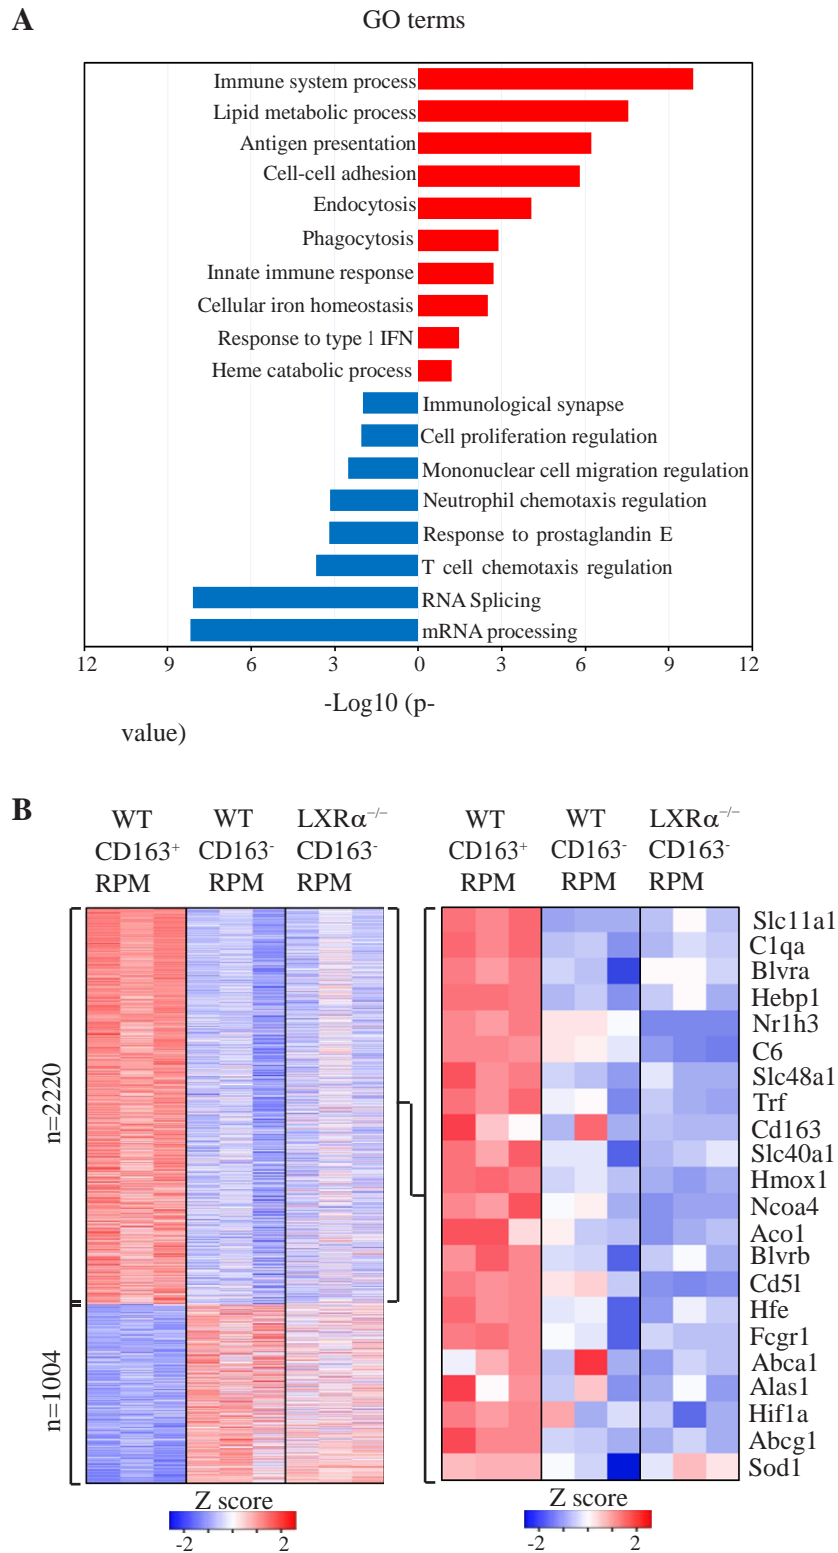 A
GO terms
Immune system process
Lipid metabolic process
Antigen presentation
Cell-cell adhesion
Endocytosis
Phagocytosis
Innate immune response
Cellular iron homeostasis
Response to type l IFN
Heme catabolic process
Immunological synapse
Cell proliferation regulation
Mononuclear cell migration regulation
Neutrophil chemotaxis regulation
Response to prostaglandin E
T cell chemotaxis regulation
RNA Splicing
mRNA processing
12 9 6 3 0 3 6 9 12
-Log10 (p-
value)
B
WT
CD163⁺
RPM
WT
CD163⁻
RPM
LXRα⁻/⁻
CD163⁻
RPM
n=2220
n=1004
Z score
-2 2
WT
CD163⁺
RPM
WT
CD163⁻
RPM
LXRα⁻/⁻
CD163⁻
RPM
Slc11a1
C1qa
Blvra
Hebp1
Nr1h3
C6
Slc48a1
Trf
Cd163
Slc40a1
Hmox1
Ncoa4
Aco1
Blvrb
Cd5l
Hfe
Fcgr1
Abca1
Alas1
Hif1a
Abcg1
Sod1
Z score
-2 2